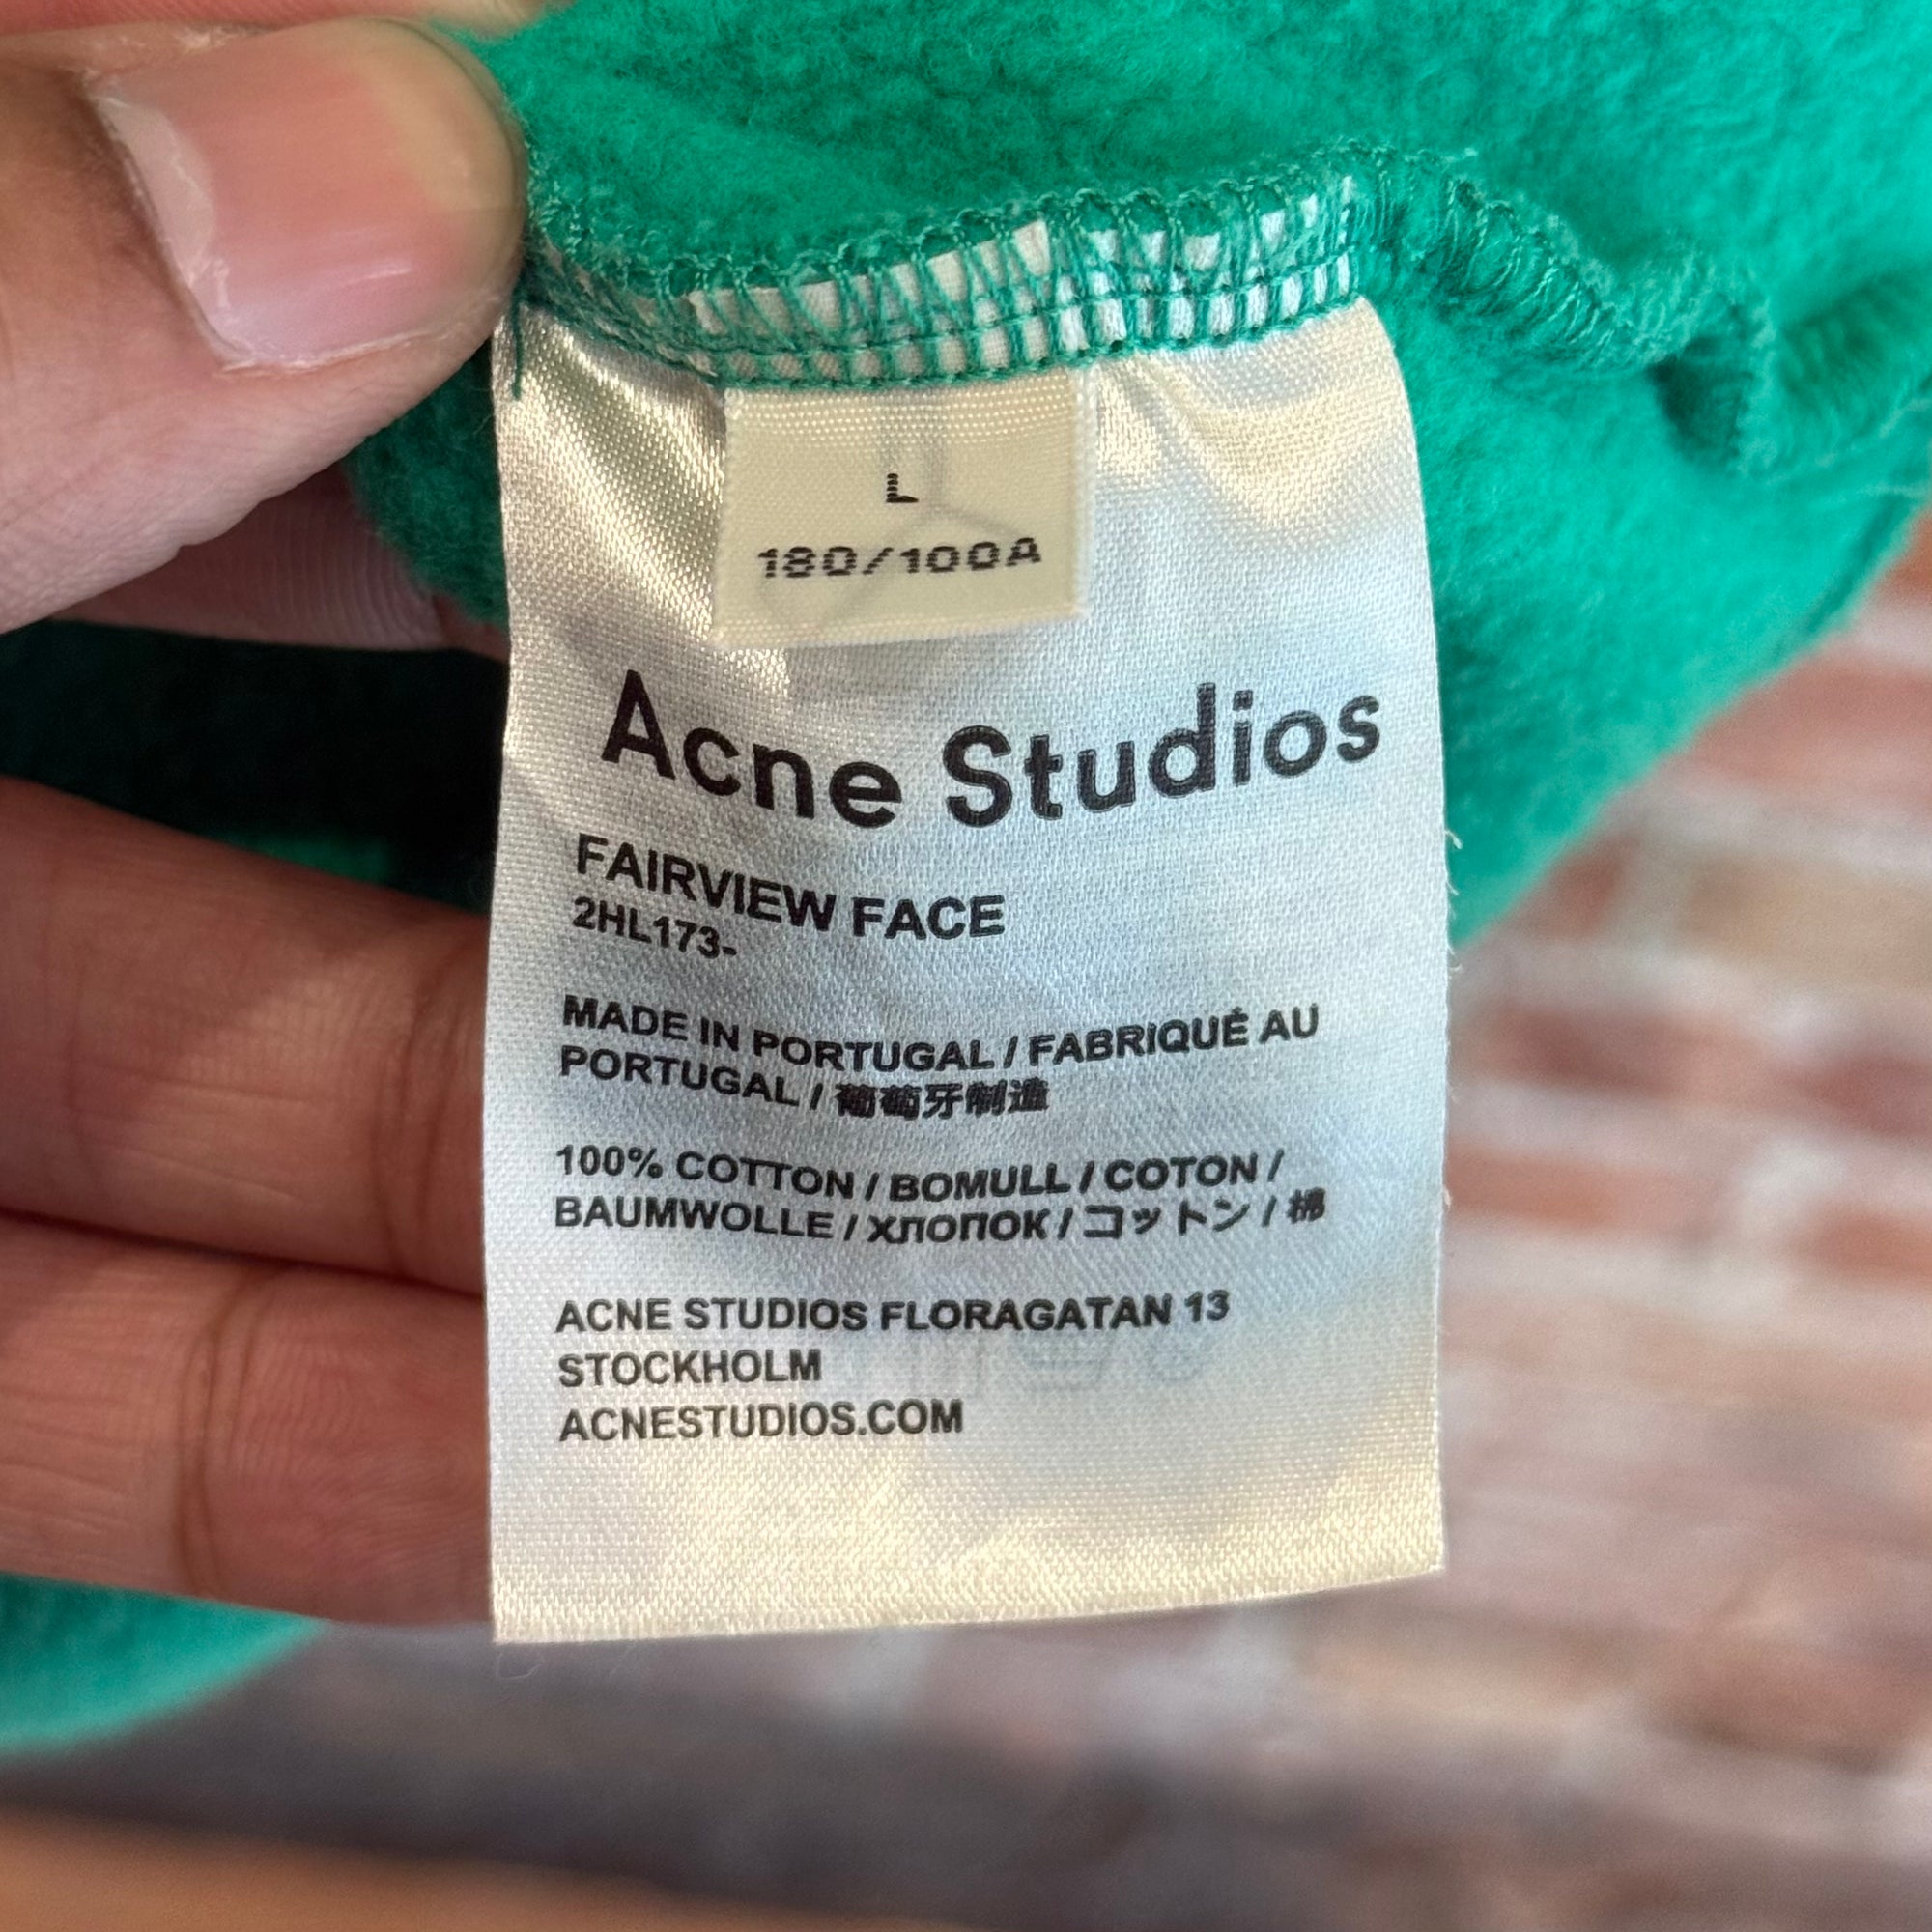 L
180/100A
Acne Studios
FAIRVIEW FACE
2HL173-
MADE IN PORTUGAL / FABRIQUÉ AU
PORTUGAL / 葡萄牙制造
100% COTTON / BOMULL / COTON /
BAUMWOLLE / ХЛОПОК / コットン / 棉
ACNE STUDIOS FLORAGATAN 13
STOCKHOLM
ACNESTUDIOS.COM